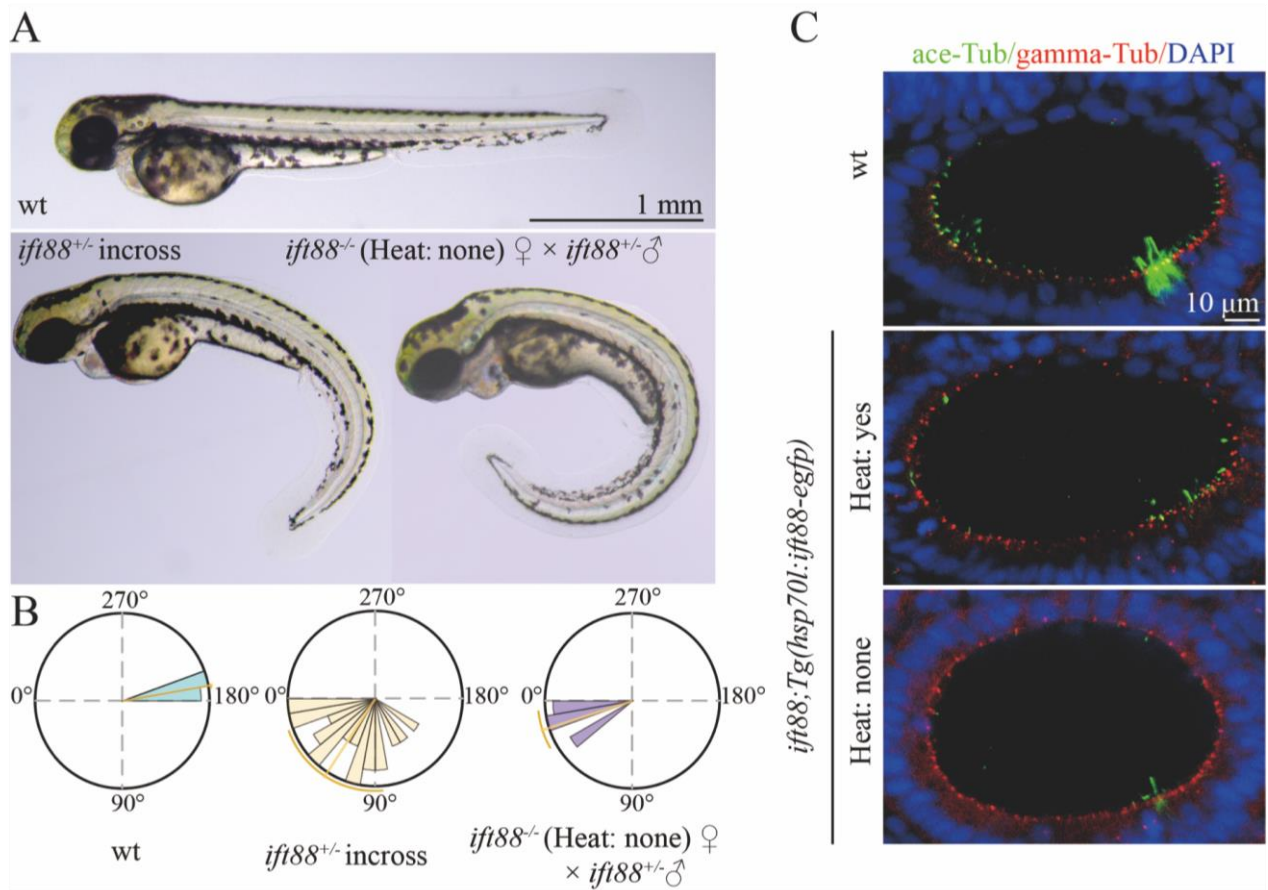 A
wt
1 mm
ift88+/- incross
ift88-/- (Heat: none) ♀ × ift88+/-♂
B
270°
0°
180°
90°
wt
270°
0°
180°
90°
ift88+/- incross
270°
0°
180°
90°
ift88-/- (Heat: none) ♀
× ift88+/-♂
C
ace-Tub/gamma-Tub/DAPI
wt
10 μm
ift88;Tg(hsp70l:ift88-egfp)
Heat: yes
Heat: none